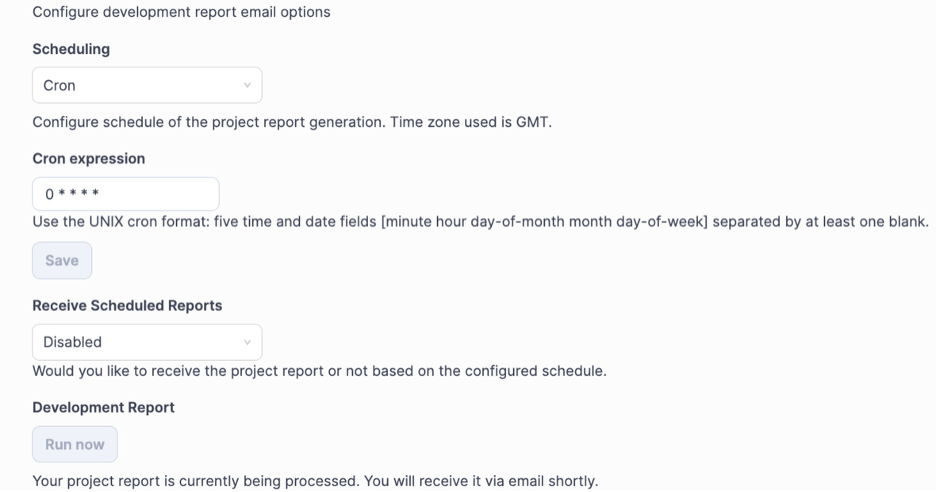 Configure development report email options
Scheduling
Cron
Configure schedule of the project report generation. Time zone used is GMT.
Cron expression
0 * * * *
Use the UNIX cron format: five time and date fields [minute hour day-of-month month day-of-week] separated by at least one blank.
Save
Receive Scheduled Reports
Disabled
Would you like to receive the project report or not based on the configured schedule.
Development Report
Run now
Your project report is currently being processed. You will receive it via email shortly.